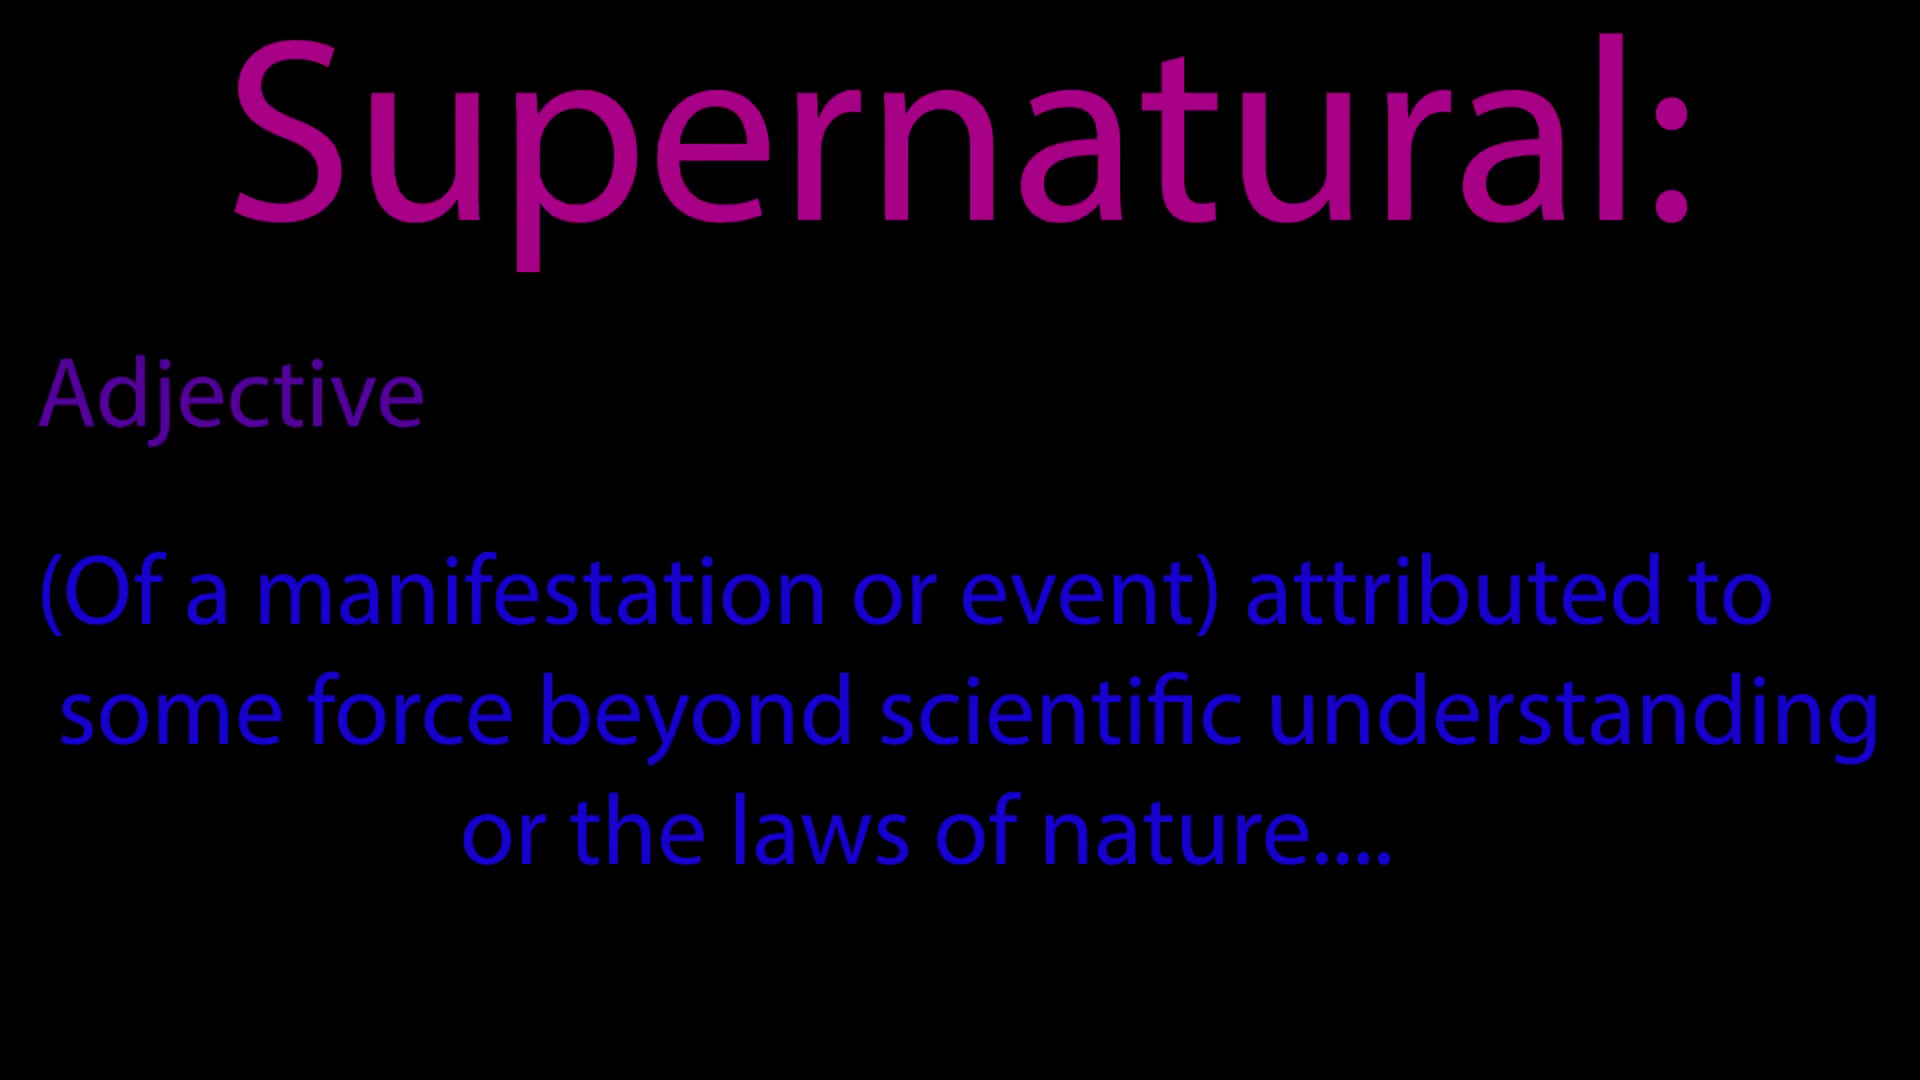 Supernatural:
Adjective
(Of a manifestation or event) attributed to
some force beyond scientific understanding
or the laws of nature....